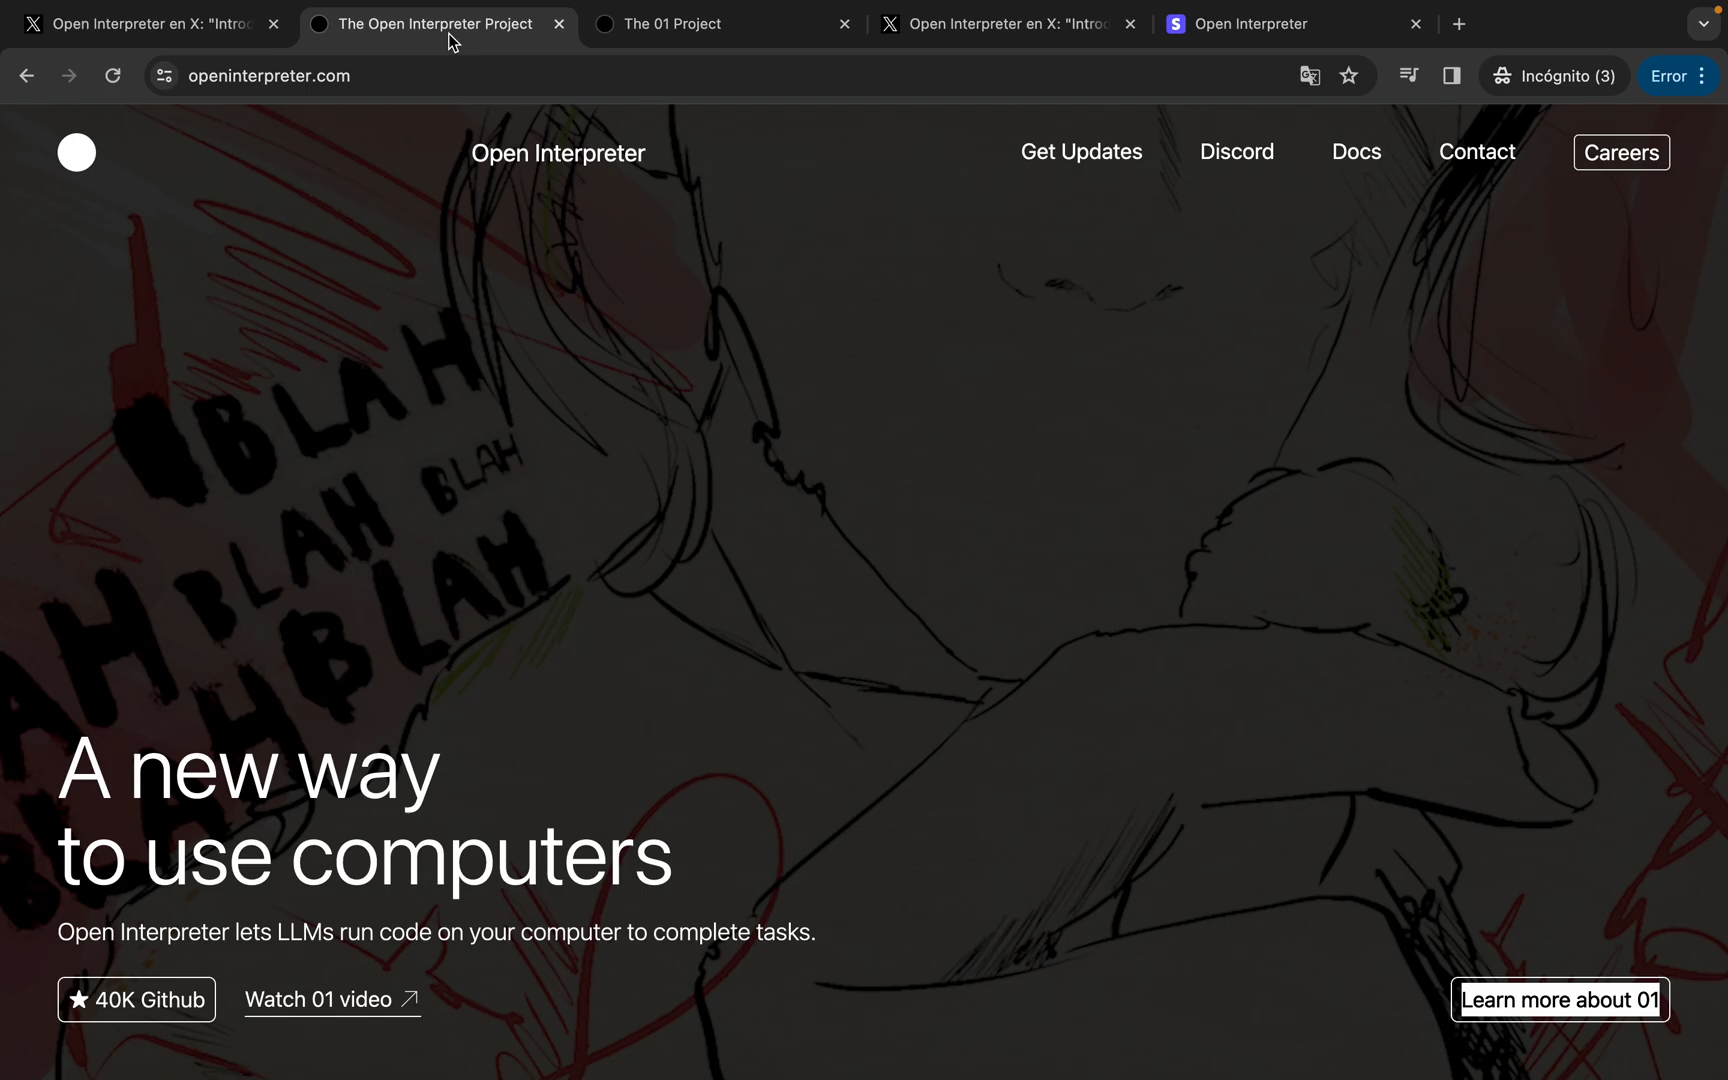 Open Interpreter en X: "Introd
The Open Interpreter Project
The 01 Project
Open Interpreter en X: "Introd
S Open Interpreter
openinterpreter.com
Incógnito (3)
Error
Open Interpreter
Get Updates
Discord
Docs
Contact
Careers
BLAH
BLAH BLAH
BLAH
AH
BLAH
A new way
to use computers
Open Interpreter lets LLMs run code on your computer to complete tasks.
★ 40K Github
Watch 01 video
Learn more about 01